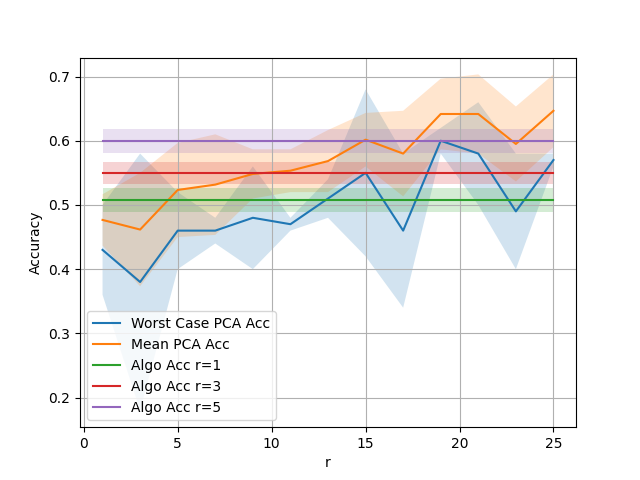 0.7
0.6
0.5
0.4
0.3
0.2
Accuracy
Worst Case PCA Acc
Mean PCA Acc
Algo Acc r=1
Algo Acc r=3
Algo Acc r=5
0 5 10 15 20 25
r